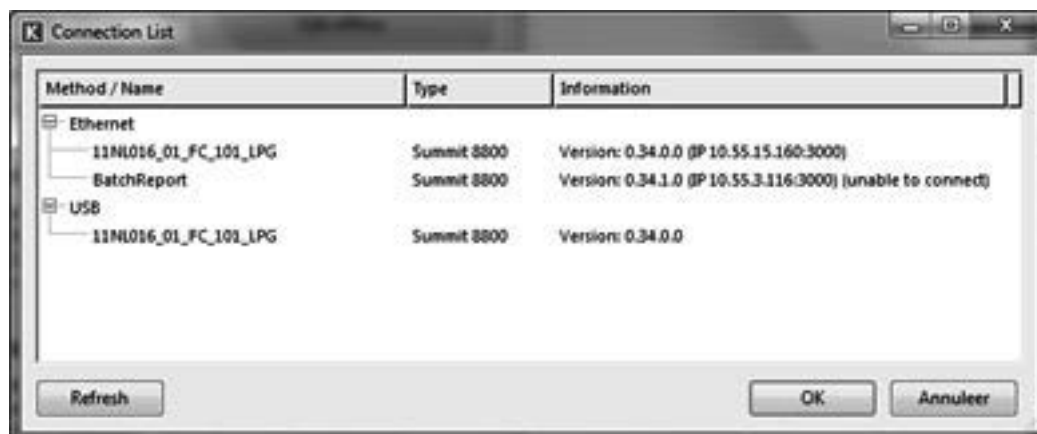 K Connection List
Method / Name Type Information
Ethernet
11NL016_01_FC_101_LPG Summit 8800 Version: 0.34.0.0 (IP 10.55.15.160:3000)
BatchReport Summit 8800 Version: 0.34.1.0 (IP 10.55.3.116:3000) (unable to connect)
USB
11NL016_01_FC_101_LPG Summit 8800 Version: 0.34.0.0
Refresh OK Annuleer